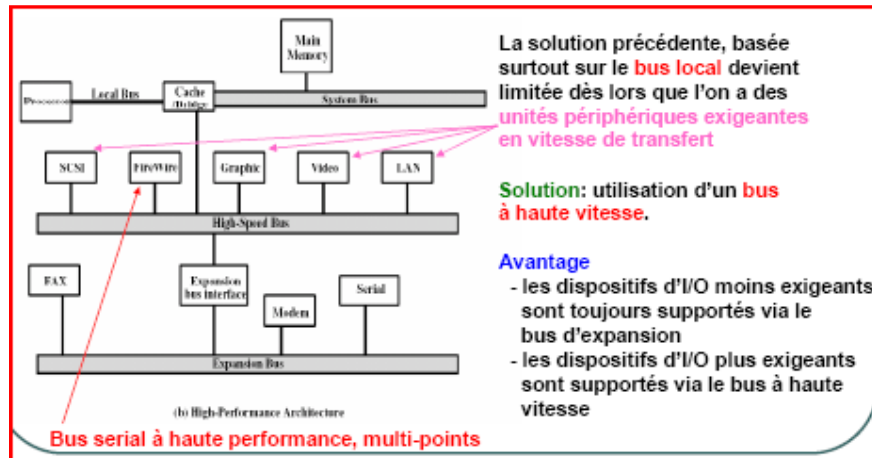 Main
Memory
Local Bus
Cache
/Bridge
Processor
System Bus
SCSI
FireWire
Graphic
Video
LAN
High-Speed Bus
FAX
Expansion
bus interface
Serial
Modem
Expansion Bus
(b) High-Performance Architecture
Bus serial à haute performance, multi-points
La solution précédente, basée
surtout sur le bus local devient
limitée dès lors que l'on a des
unités périphériques exigeantes
en vitesse de transfert
Solution: utilisation d'un bus
à haute vitesse.
Avantage
- les dispositifs d'I/O moins exigeants
sont toujours supportés via le
bus d'expansion
- les dispositifs d'I/O plus exigeants
sont supportés via le bus à haute
vitesse